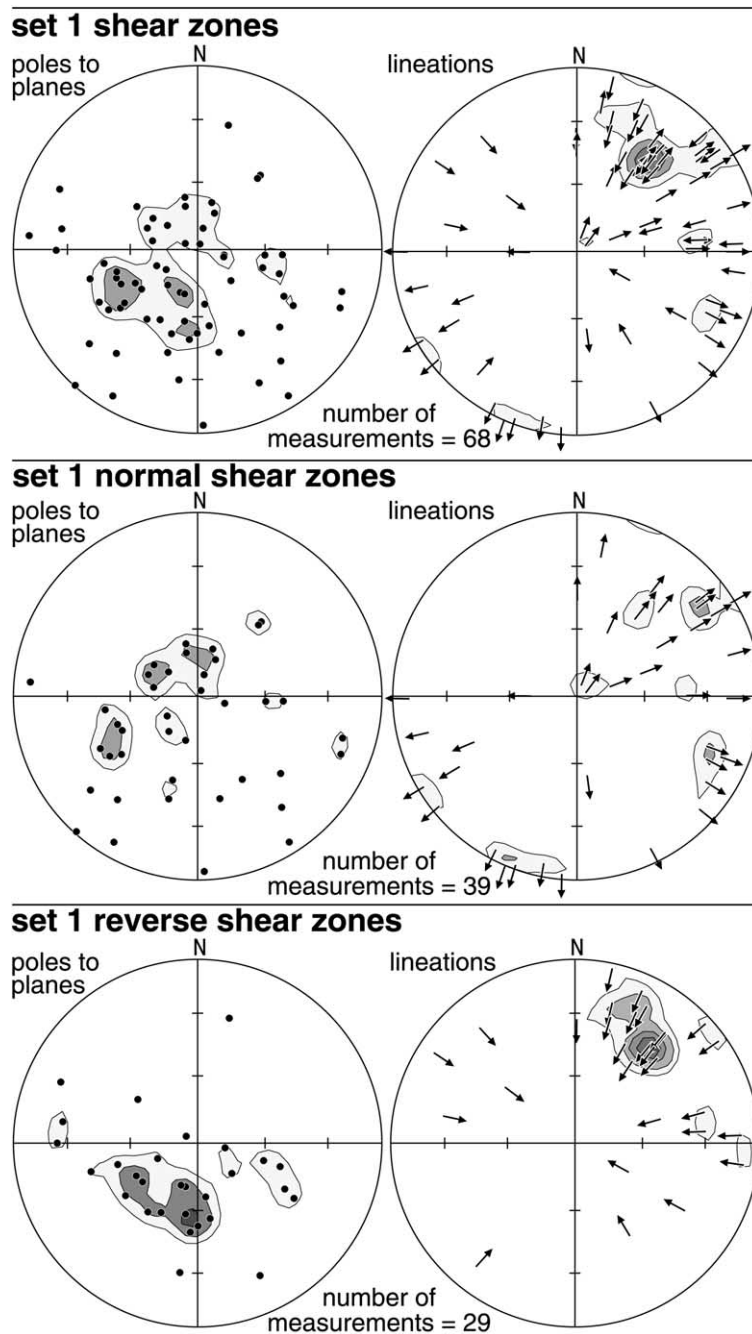 set 1 shear zones
poles to
planes
N
lineations
N
number of
measurements = 68
set 1 normal shear zones
poles to
planes
N
lineations
N
number of
measurements = 39
set 1 reverse shear zones
poles to
planes
N
lineations
N
number of
measurements = 29